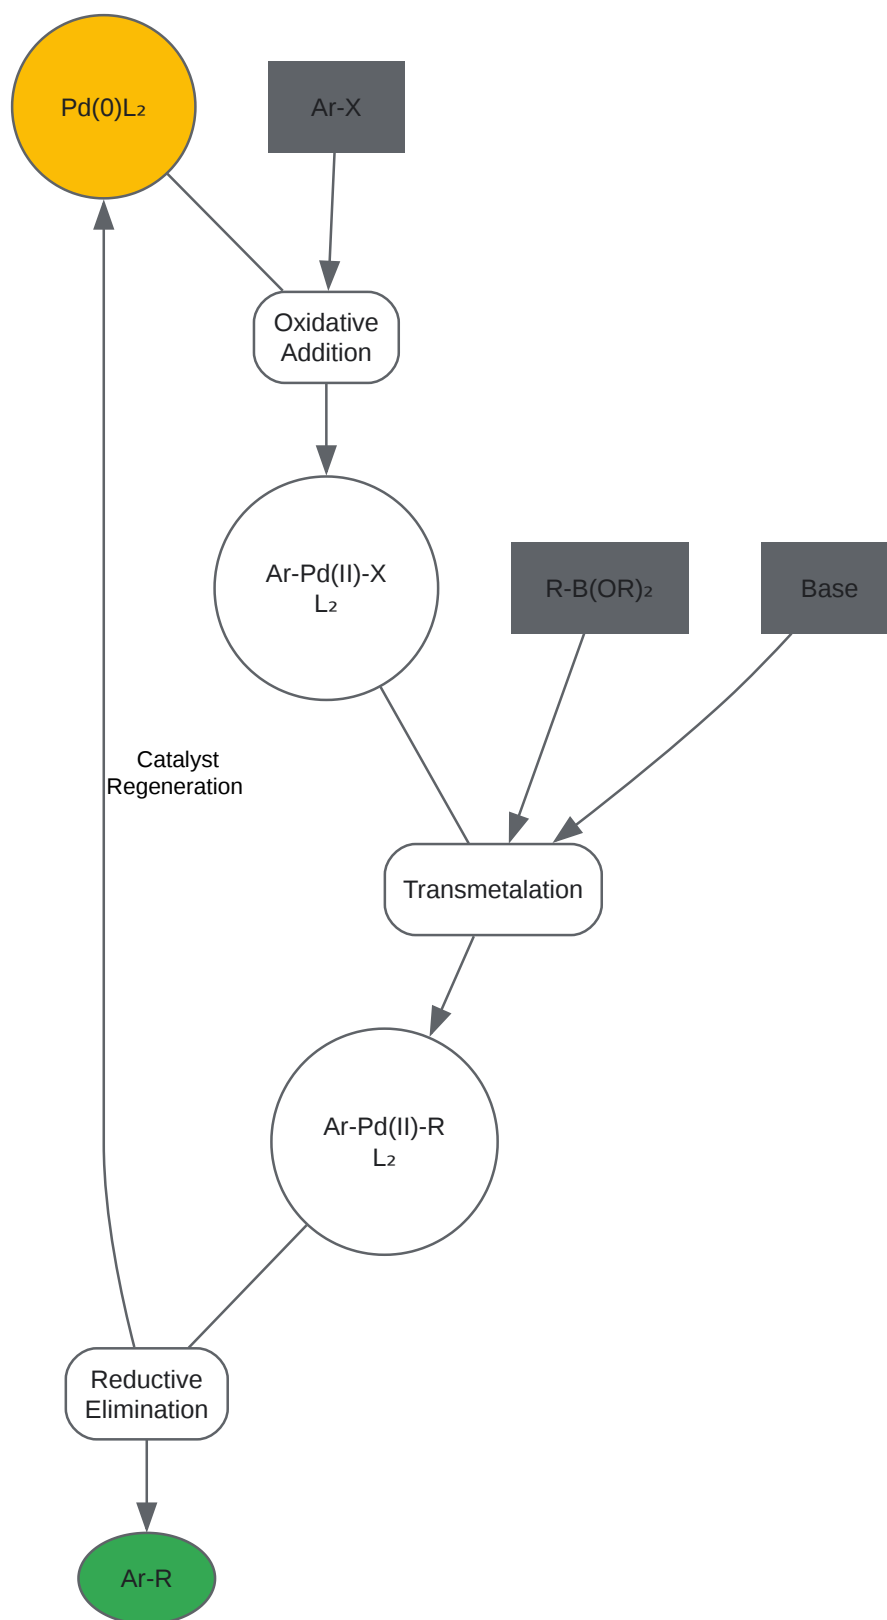 Pd(0)L₂
Ar-X
Oxidative
Addition
Ar-Pd(II)-X
L₂
R-B(OR)₂
Base
Catalyst
Regeneration
Transmetalation
Ar-Pd(II)-R
L₂
Reductive
Elimination
Ar-R